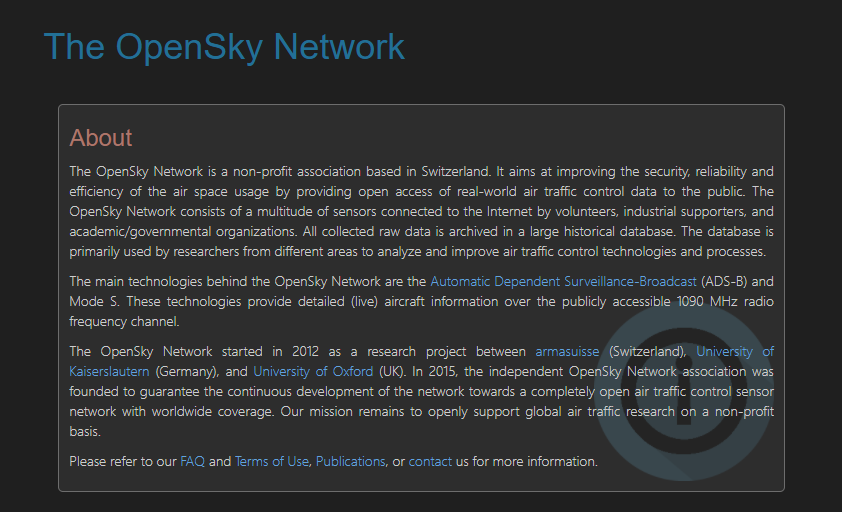 The OpenSky Network
About
The OpenSky Network is a non-profit association based in Switzerland. It aims at improving the security, reliability and
efficiency of the air space usage by providing open access of real-world air traffic control data to the public. The
OpenSky Network consists of a multitude of sensors connected to the Internet by volunteers, industrial supporters, and
academic/governmental organizations. All collected raw data is archived in a large historical database. The database is
primarily used by researchers from different areas to analyze and improve air traffic control technologies and processes.
The main technologies behind the OpenSky Network are the Automatic Dependent Surveillance-Broadcast (ADS-B) and
Mode S. These technologies provide detailed (live) aircraft information over the publicly accessible 1090 MHz radio
frequency channel.
The OpenSky Network started in 2012 as a research project between armasuisse (Switzerland), University of
Kaiserslautern (Germany), and University of Oxford (UK). In 2015, the independent OpenSky Network association was
founded to guarantee the continuous development of the network towards a completely open air traffic control sensor
network with worldwide coverage. Our mission remains to openly support global air traffic research on a non-profit
basis.
Please refer to our FAQ and Terms of Use, Publications, or contact us for more information.